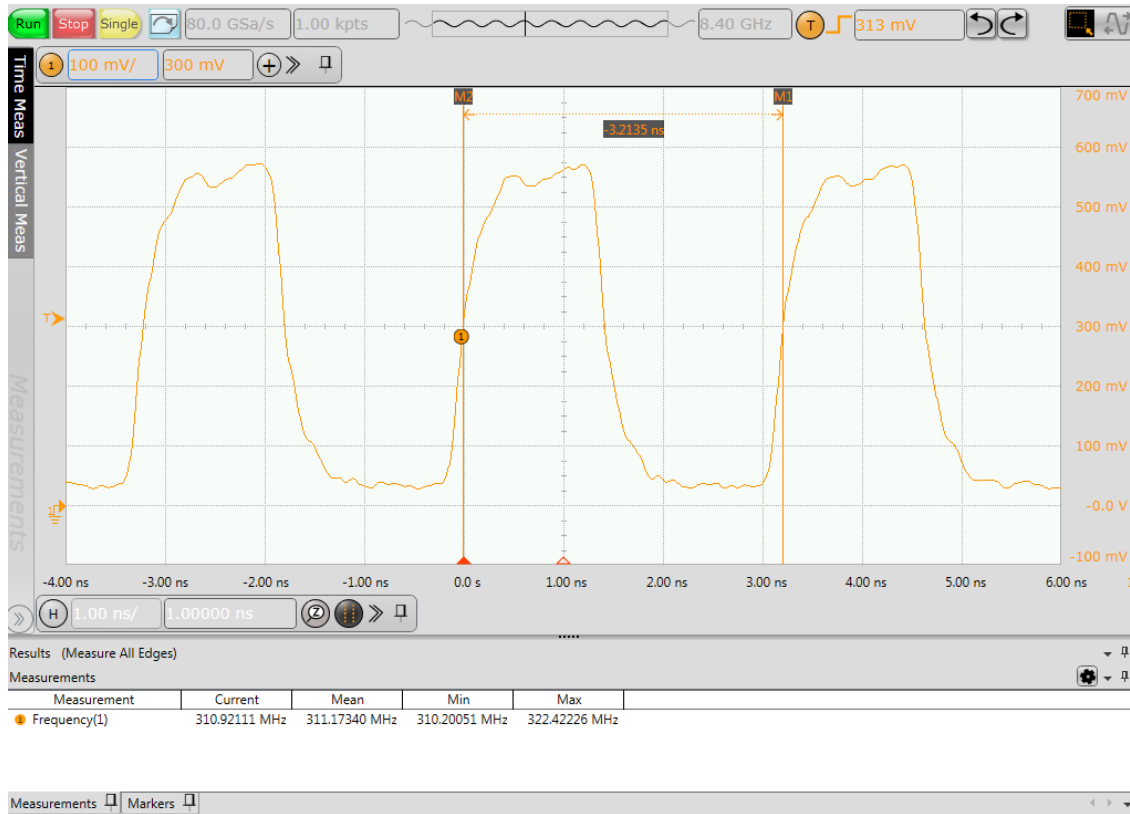 Run Stop Single 80.0 GSa/s 1.00 kpts 8.40 GHz T 313 mV
1 100 mV/ 300 mV
Time Meas
Vertical Meas
Measurements
M2 M1
-3.2135 ns
700 mV
600 mV
500 mV
400 mV
T 300 mV
1
200 mV
100 mV
1 -0.0 V
-100 mV
-4.00 ns -3.00 ns -2.00 ns -1.00 ns 0.0 s 1.00 ns 2.00 ns 3.00 ns 4.00 ns 5.00 ns 6.00 ns
H 1.00 ns/ 1.00000 ns Z
Results (Measure All Edges)
Measurements
Measurement Current Mean Min Max
1 Frequency(1) 310.92111 MHz 311.17340 MHz 310.20051 MHz 322.42226 MHz
Measurements Markers